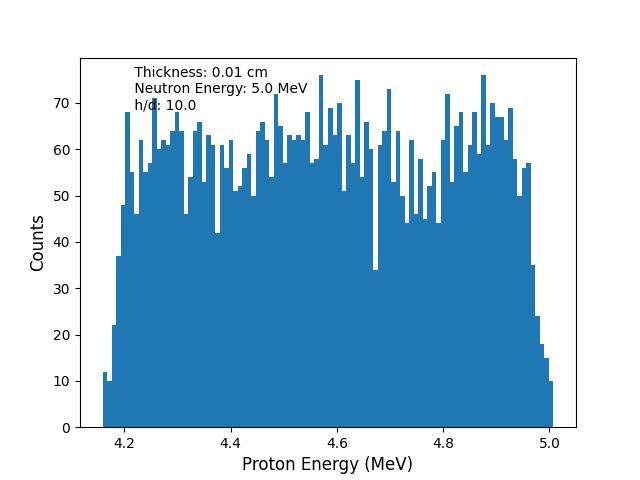 Thickness: 0.01 cm
Neutron Energy: 5.0 MeV
h/d: 10.0
70
60
50
40
30
20
10
0
Counts
4.2 4.4 4.6 4.8 5.0
Proton Energy (MeV)